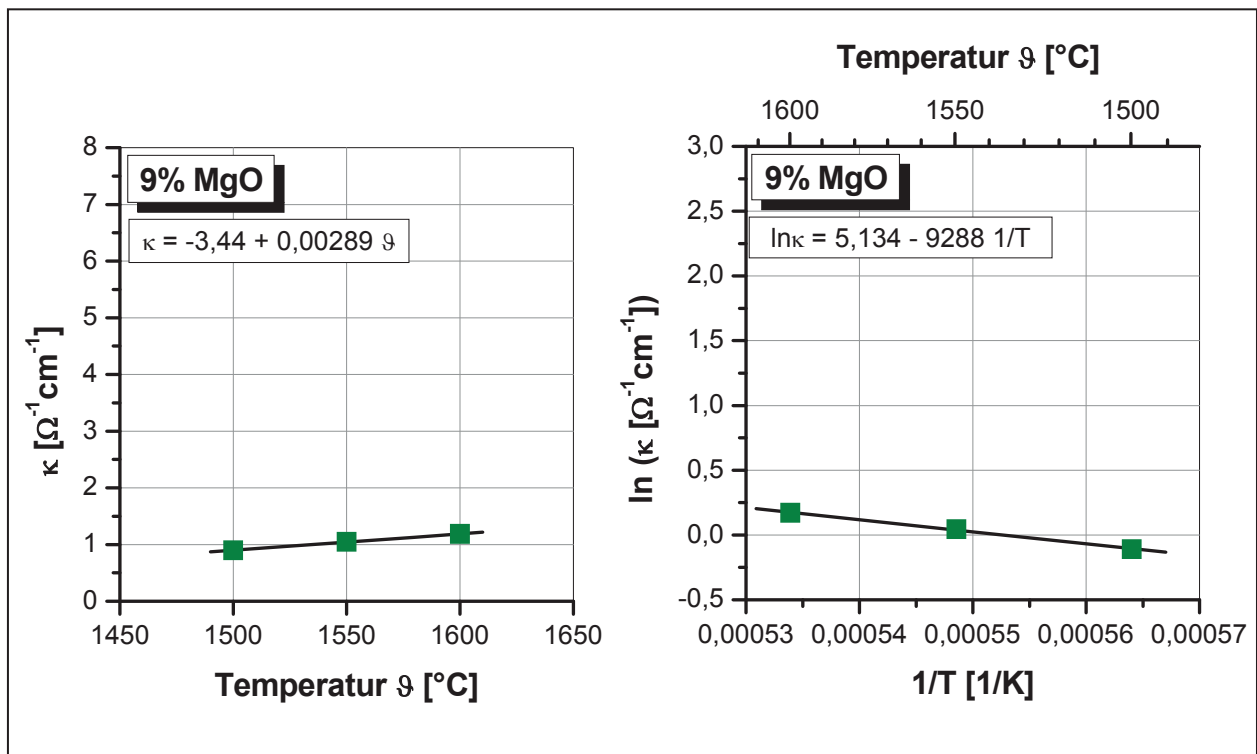 9% MgO
κ = -3,44 + 0,00289 ϑ
κ [Ω⁻¹cm⁻¹]
8
7
6
5
4
3
2
1
0
1450 1500 1550 1600 1650
Temperatur ϑ [°C]
Temperatur ϑ [°C]
1600 1550 1500
9% MgO
lnκ = 5,134 - 9288 1/T
ln (κ [Ω⁻¹cm⁻¹])
3,0
2,5
2,0
1,5
1,0
0,5
0,0
-0,5
0,00053 0,00054 0,00055 0,00056 0,00057
1/T [1/K]